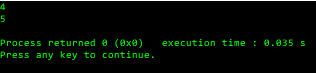 4
5
Process returned 0 (0x0)   execution time : 0.035 s
Press any key to continue.